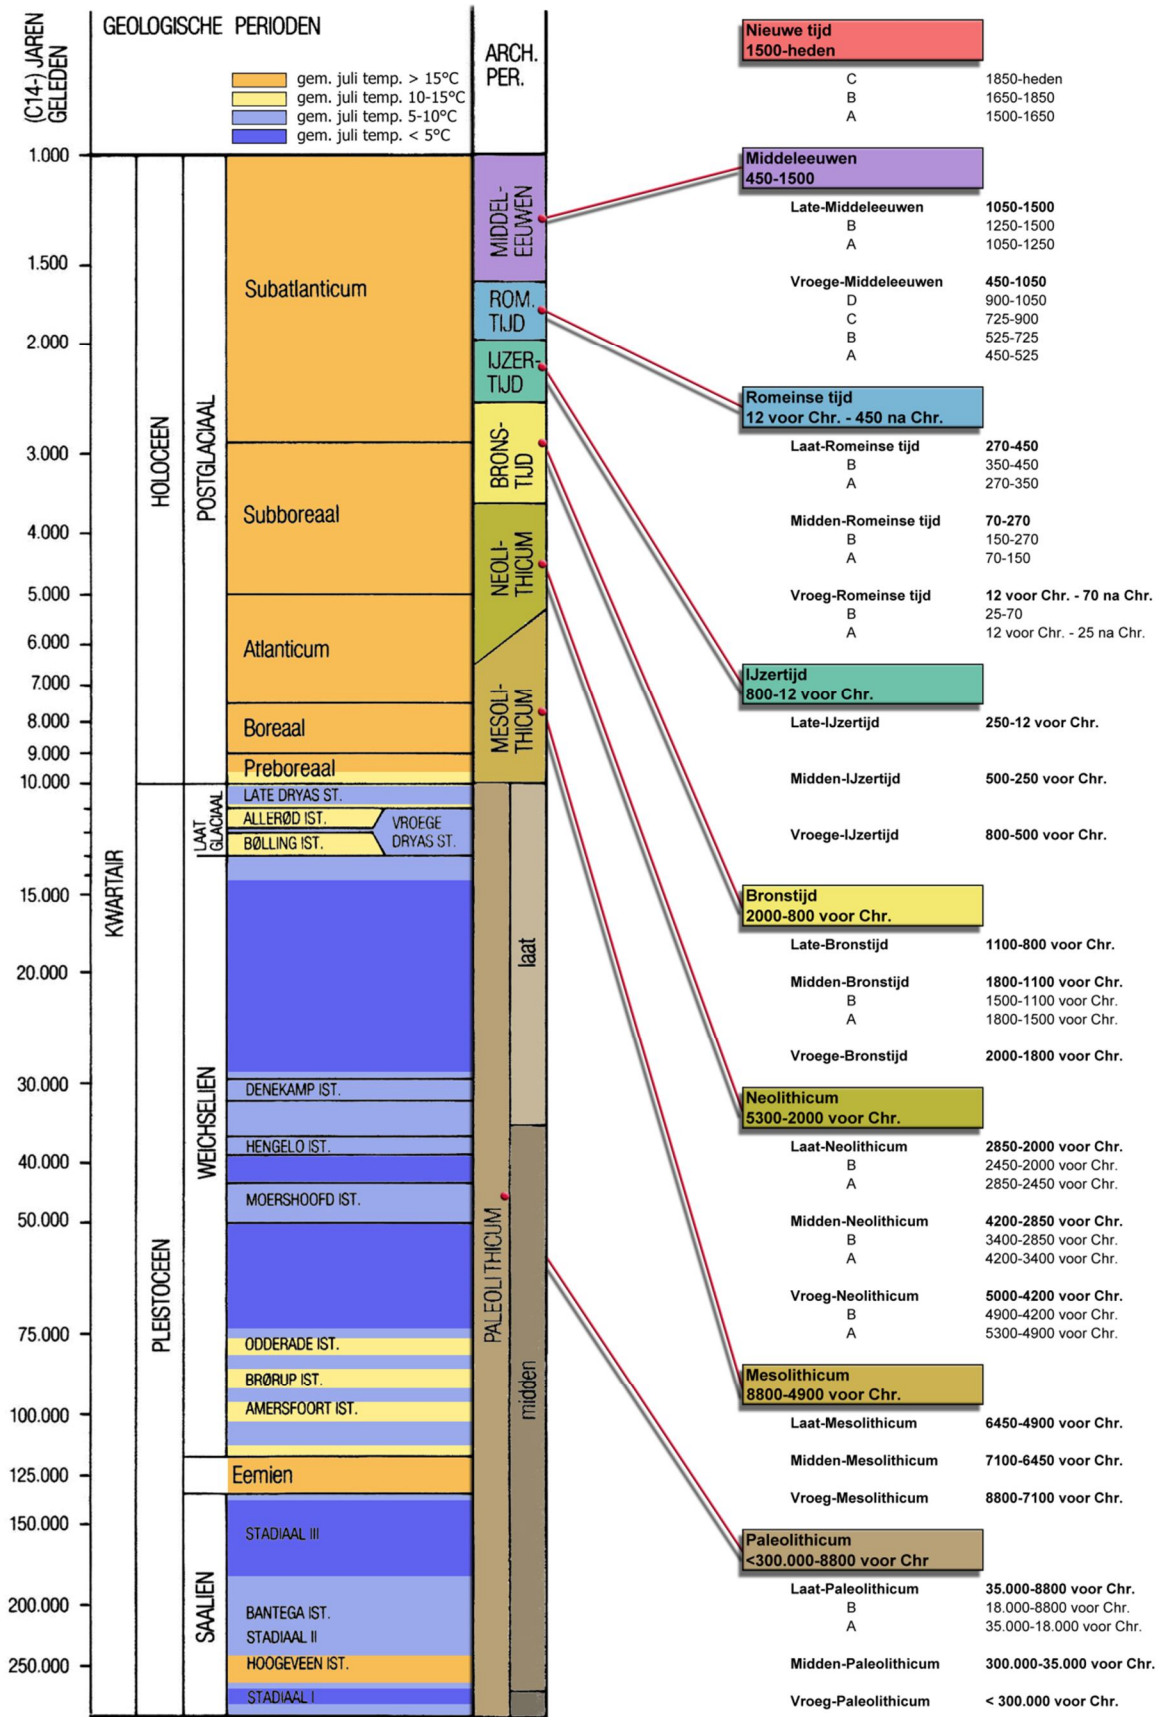 GEOLOGISCHE PERIODEN
(C14-) JAREN
GELEDEN
gem. juli temp. > 15°C
gem. juli temp. 10-15°C
gem. juli temp. 5-10°C
gem. juli temp. < 5°C
ARCH.
PER.
1.000
1.500
2.000
3.000
4.000
5.000
6.000
7.000
8.000
9.000
10.000
15.000
20.000
30.000
40.000
50.000
75.000
100.000
125.000
150.000
200.000
250.000
KWARTAIR
HOLOCEEN
PLEISTOCEEN
POSTGLACIAAL
LAAT
GLACIAAL
WEICHSELIEN
SAALIEN
Subatlanticum
Subboreaal
Atlanticum
Boreaal
Preboreaal
LATE DRYAS ST.
ALLERØD IST.
VROEGE
DRYAS ST.
BØLLING IST.
DENEKAMP IST.
HENGELO IST.
MOERSHOOFD IST.
ODDERADE IST.
BRØRUP IST.
AMERSFOORT IST.
Eemien
STADIAAL III
BANTEGA IST.
STADIAAL II
HOOGEVEEN IST.
STADIAAL I
MIDDEL-
EEUWEN
ROM.
TIJD
IJZER-
TIJD
BRONS-
TIJD
NEOLI-
THICUM
MESOLI-
THICUM
PALEOLITHICUM
laat
midden
Nieuwe tijd
1500-heden
C 1850-heden
B 1650-1850
A 1500-1650
Middeleeuwen
450-1500
Late-Middeleeuwen 1050-1500
B 1250-1500
A 1050-1250
Vroege-Middeleeuwen 450-1050
D 900-1050
C 725-900
B 525-725
A 450-525
Romeinse tijd
12 voor Chr. - 450 na Chr.
Laat-Romeinse tijd 270-450
B 350-450
A 270-350
Midden-Romeinse tijd 70-270
B 150-270
A 70-150
Vroeg-Romeinse tijd 12 voor Chr. - 70 na Chr.
B 25-70
A 12 voor Chr. - 25 na Chr.
IJzertijd
800-12 voor Chr.
Late-IJzertijd 250-12 voor Chr.
Midden-IJzertijd 500-250 voor Chr.
Vroege-IJzertijd 800-500 voor Chr.
Bronstijd
2000-800 voor Chr.
Late-Bronstijd 1100-800 voor Chr.
Midden-Bronstijd 1800-1100 voor Chr.
B 1500-1100 voor Chr.
A 1800-1500 voor Chr.
Vroege-Bronstijd 2000-1800 voor Chr.
Neolithicum
5300-2000 voor Chr.
Laat-Neolithicum 2850-2000 voor Chr.
B 2450-2000 voor Chr.
A 2850-2450 voor Chr.
Midden-Neolithicum 4200-2850 voor Chr.
B 3400-2850 voor Chr.
A 4200-3400 voor Chr.
Vroeg-Neolithicum 5000-4200 voor Chr.
B 4900-4200 voor Chr.
A 5300-4900 voor Chr.
Mesolithicum
8800-4900 voor Chr.
Laat-Mesolithicum 6450-4900 voor Chr.
Midden-Mesolithicum 7100-6450 voor Chr.
Vroeg-Mesolithicum 8800-7100 voor Chr.
Paleolithicum
<300.000-8800 voor Chr
Laat-Paleolithicum 35.000-8800 voor Chr.
B 18.000-8800 voor Chr.
A 35.000-18.000 voor Chr.
Midden-Paleolithicum 300.000-35.000 voor Chr.
Vroeg-Paleolithicum < 300.000 voor Chr.